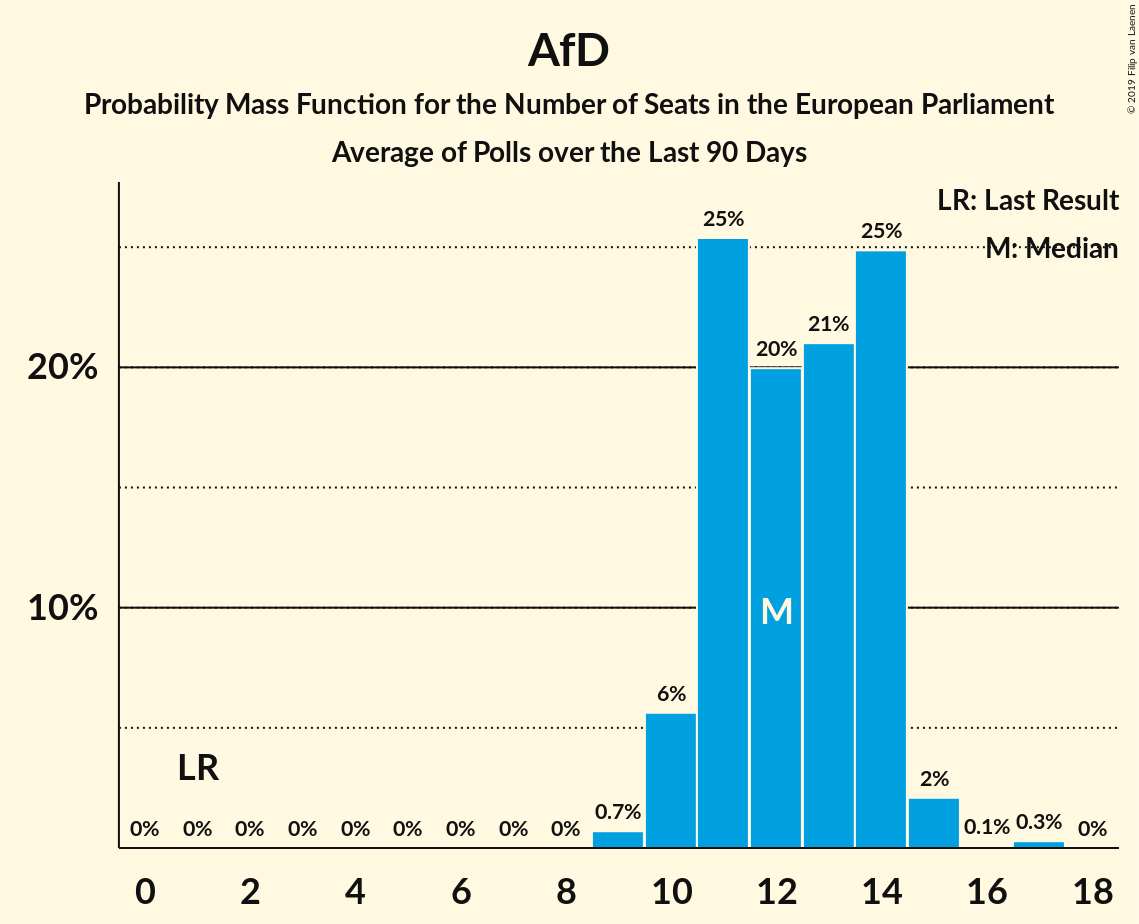 AfD
Probability Mass Function for the Number of Seats in the European Parliament
Average of Polls over the Last 90 Days
© 2019 Filip van Laenen
LR: Last Result
M: Median
25%
25%
21%
20%
20%
10%
M
6%
LR
2%
0% 0% 0% 0% 0% 0% 0% 0% 0% 0.7% 0.1% 0.3% 0%
0 2 4 6 8 10 12 14 16 18